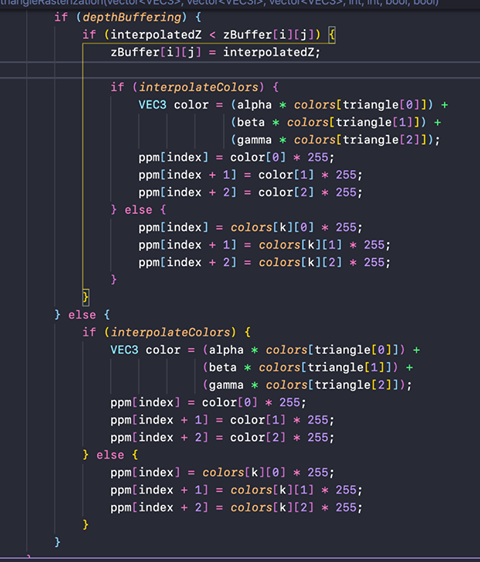 triangleRasterization(vector<VEC3>, vector<VEC3I>, vector<VEC3>, int, int, bool, bool)
if (depthBuffering) {
if (interpolatedZ < zBuffer[i][j]) {
zBuffer[i][j] = interpolatedZ;
if (interpolateColors) {
VEC3 color = (alpha * colors[triangle[0]]) +
(beta * colors[triangle[1]]) +
(gamma * colors[triangle[2]]);
ppm[index] = color[0] * 255;
ppm[index + 1] = color[1] * 255;
ppm[index + 2] = color[2] * 255;
} else {
ppm[index] = colors[k][0] * 255;
ppm[index + 1] = colors[k][1] * 255;
ppm[index + 2] = colors[k][2] * 255;
}
}
} else {
if (interpolateColors) {
VEC3 color = (alpha * colors[triangle[0]]) +
(beta * colors[triangle[1]]) +
(gamma * colors[triangle[2]]);
ppm[index] = color[0] * 255;
ppm[index + 1] = color[1] * 255;
ppm[index + 2] = color[2] * 255;
} else {
ppm[index] = colors[k][0] * 255;
ppm[index + 1] = colors[k][1] * 255;
ppm[index + 2] = colors[k][2] * 255;
}
}